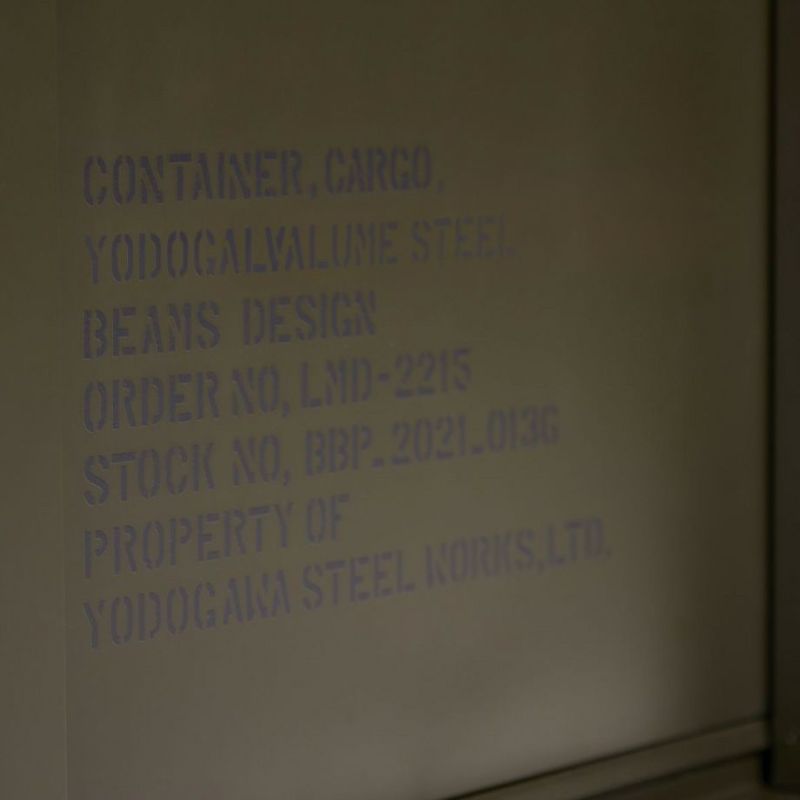 CONTAINER, CARGO,
YODOGALVALUME STEEL
BEAMS DESIGN
ORDER NO, LMD-2215
STOCK NO, BBP-2021-0136
PROPERTY OF
YODOGAWA STEEL WORKS,LTD,